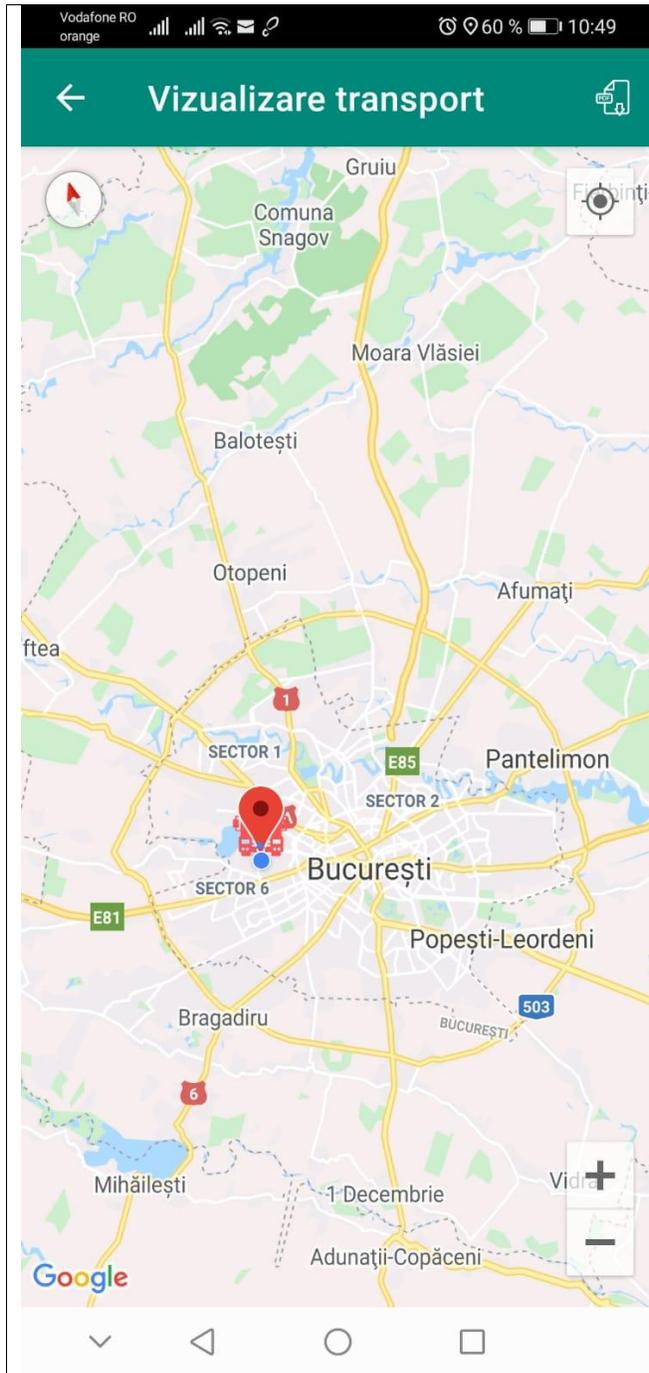 Vodafone RO
orange
60 % 10:49
Vizualizare transport
PDF
Gruiu
Comuna
Snagov
Moara Vlăsiei
Balotești
Otopeni
Afumați
ftea
1
SECTOR 1
E85
Pantelimon
SECTOR 2
București
SECTOR 6
E81
Popești-Leordeni
503
BUCUREȘTI
Bragadiru
6
Mihăilești
1 Decembrie
Adunații-Copăceni
Google